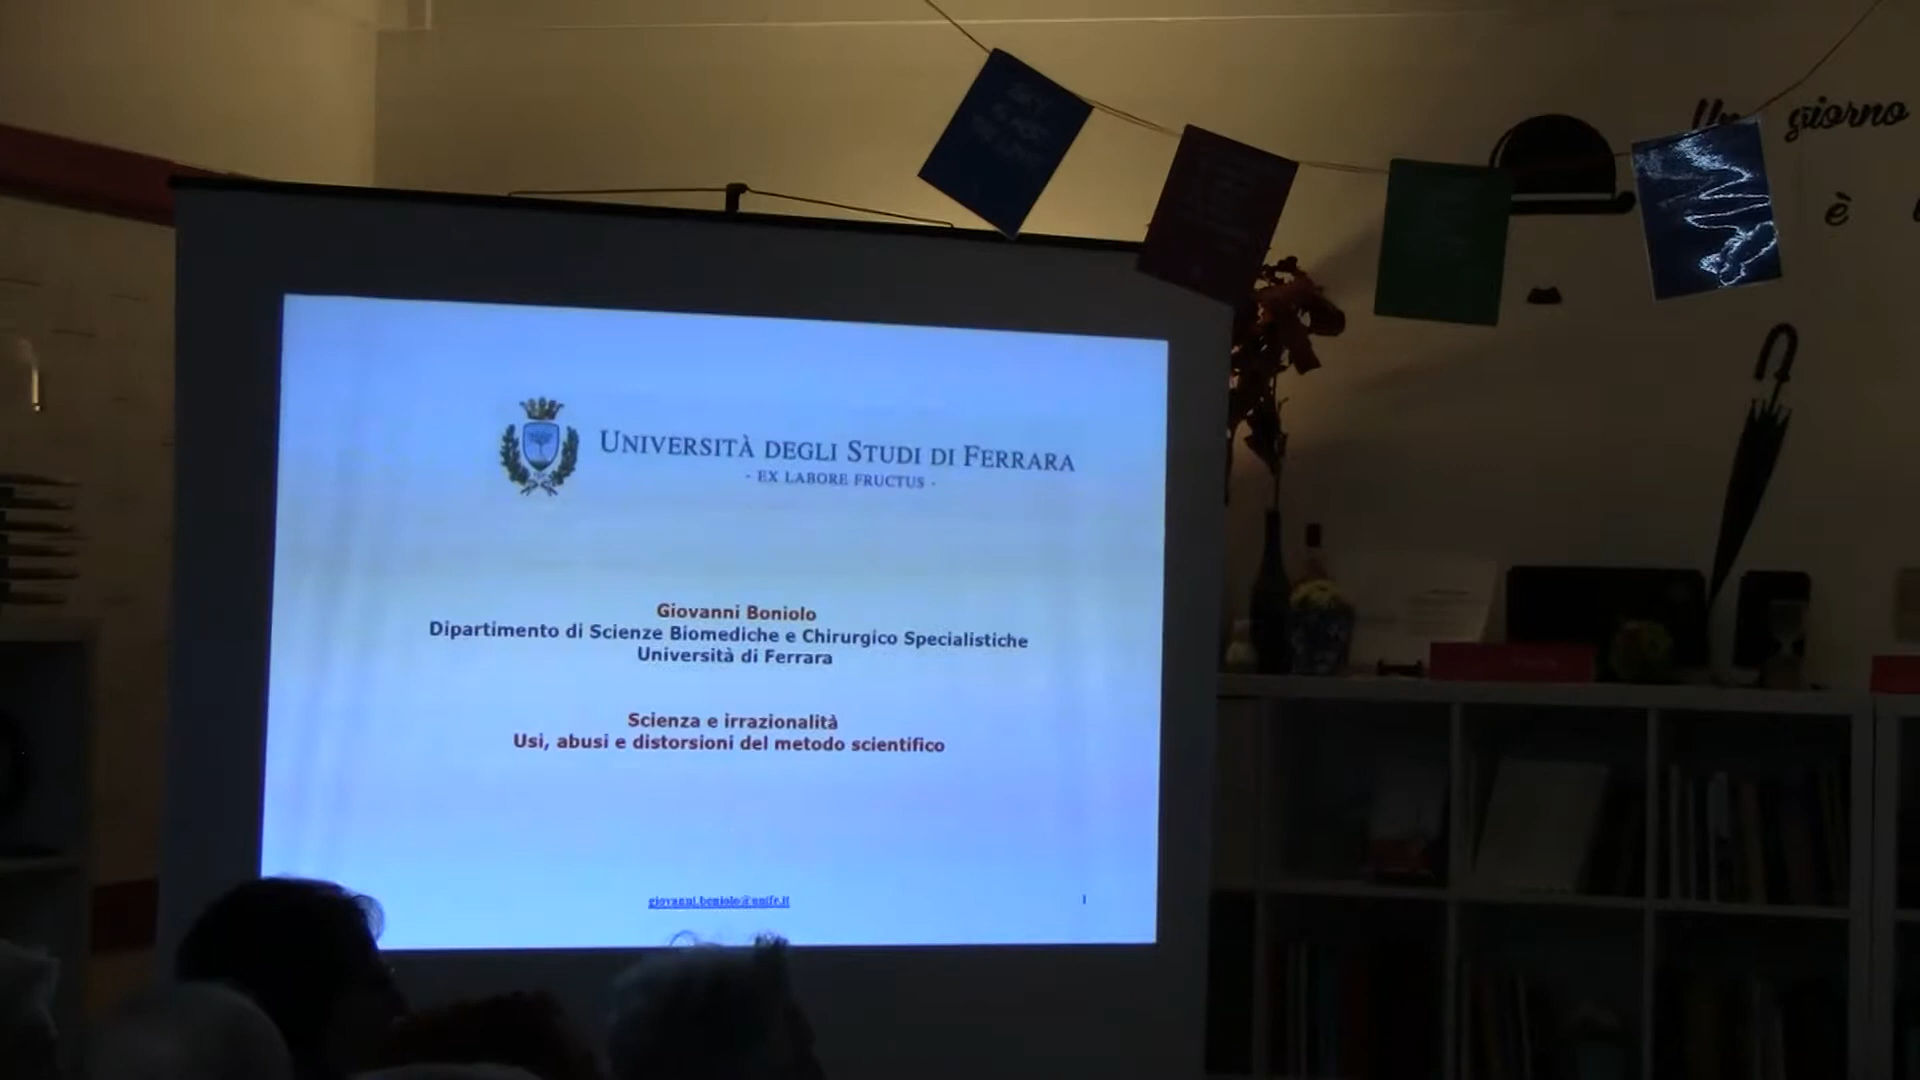 Un giorno
è
UNIVERSITÀ DEGLI STUDI DI FERRARA
- EX LABORE FRUCTUS -
Giovanni Boniolo
Dipartimento di Scienze Biomediche e Chirurgico Specialistiche
Università di Ferrara
Scienza e irrazionalità
Usi, abusi e distorsioni del metodo scientifico
giovanni.boniolo@unife.it
1